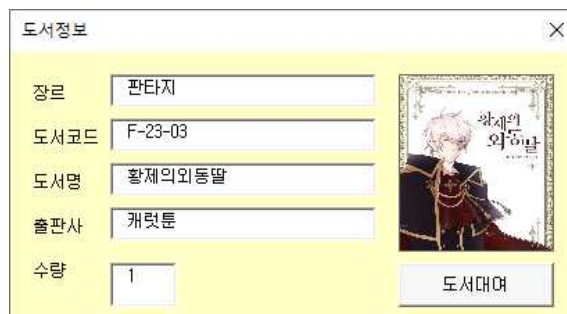 도서정보
장르 판타지
도서코드 F-23-03
도서명 황제의외동딸
출판사 캐럿툰
수량 1
황제의
외동딸
도서대여